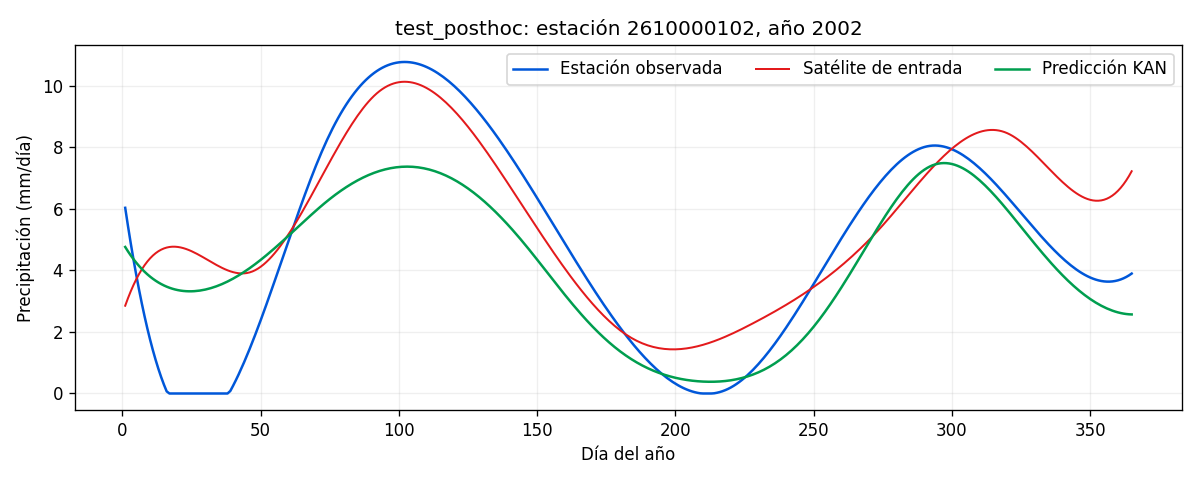 test_posthoc: estación 2610000102, año 2002
Estación observada
Satélite de entrada
Predicción KAN
Precipitación (mm/día)
10
8
6
4
2
0
0
50
100
150
200
250
300
350
Día del año